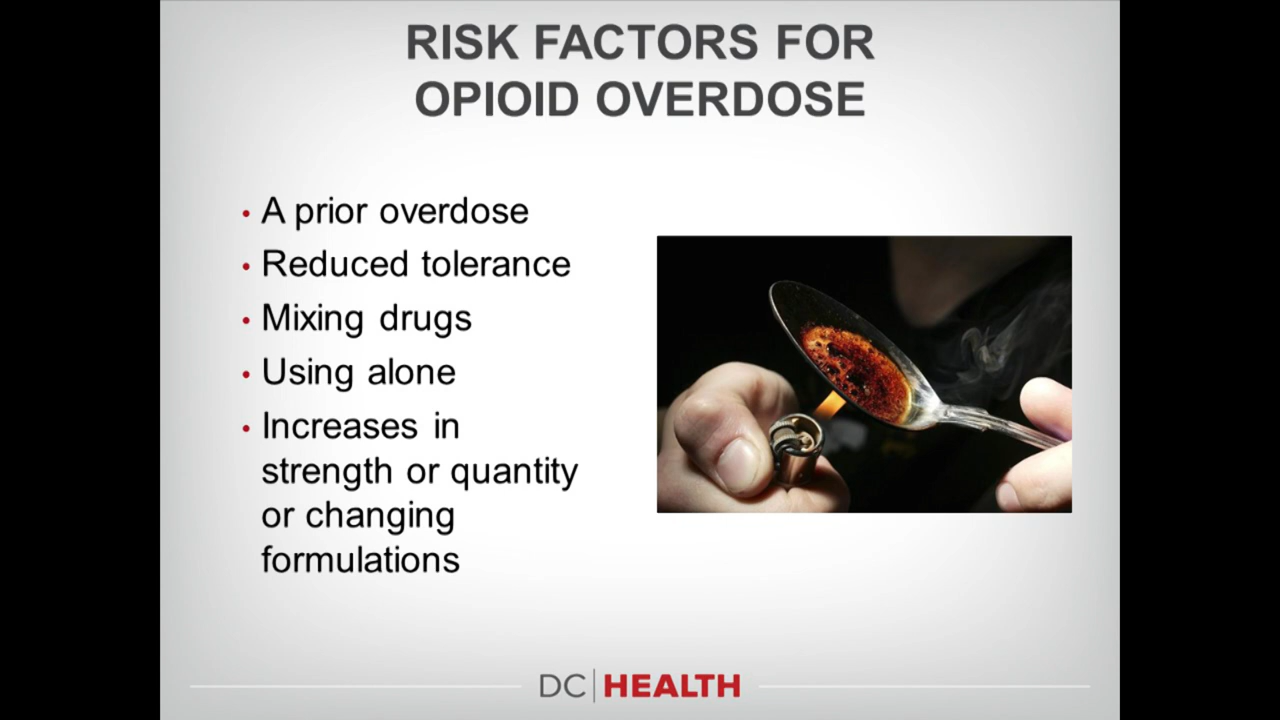 RISK FACTORS FOR
OPIOID OVERDOSE
• A prior overdose
• Reduced tolerance
• Mixing drugs
• Using alone
• Increases in
strength or quantity
or changing
formulations
DC|HEALTH